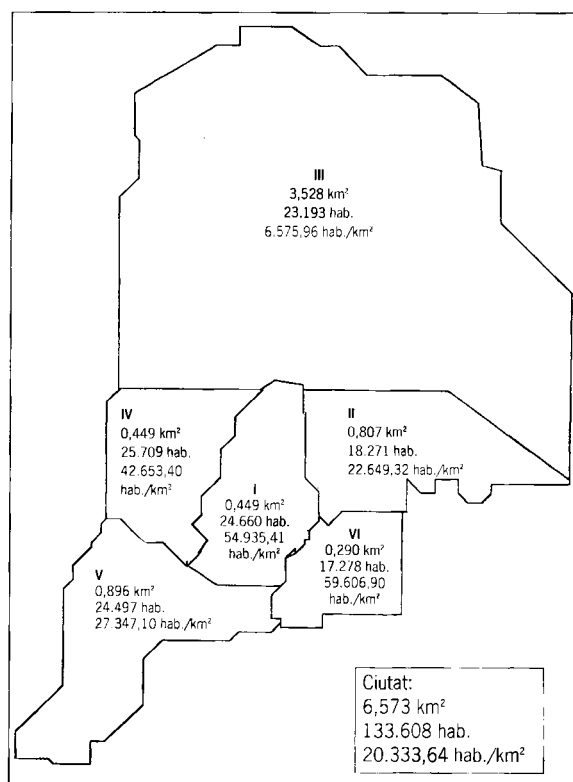 III
3,528 km²
23.193 hab.
6.575,96 hab./km²
IV
0,449 km²
25.709 hab.
42.653,40
hab./km²
II
0,807 km²
18.271 hab.
22.649,32 hab./km²
I
0,449 km²
24.660 hab.
54.935,41
hab./km²
VI
0,290 km²
17.278 hab.
59.606,90
hab./km²
V
0,896 km²
24.497 hab.
27.347,10 hab./km²
Ciutat:
6,573 km²
133.608 hab.
20.333,64 hab./km²